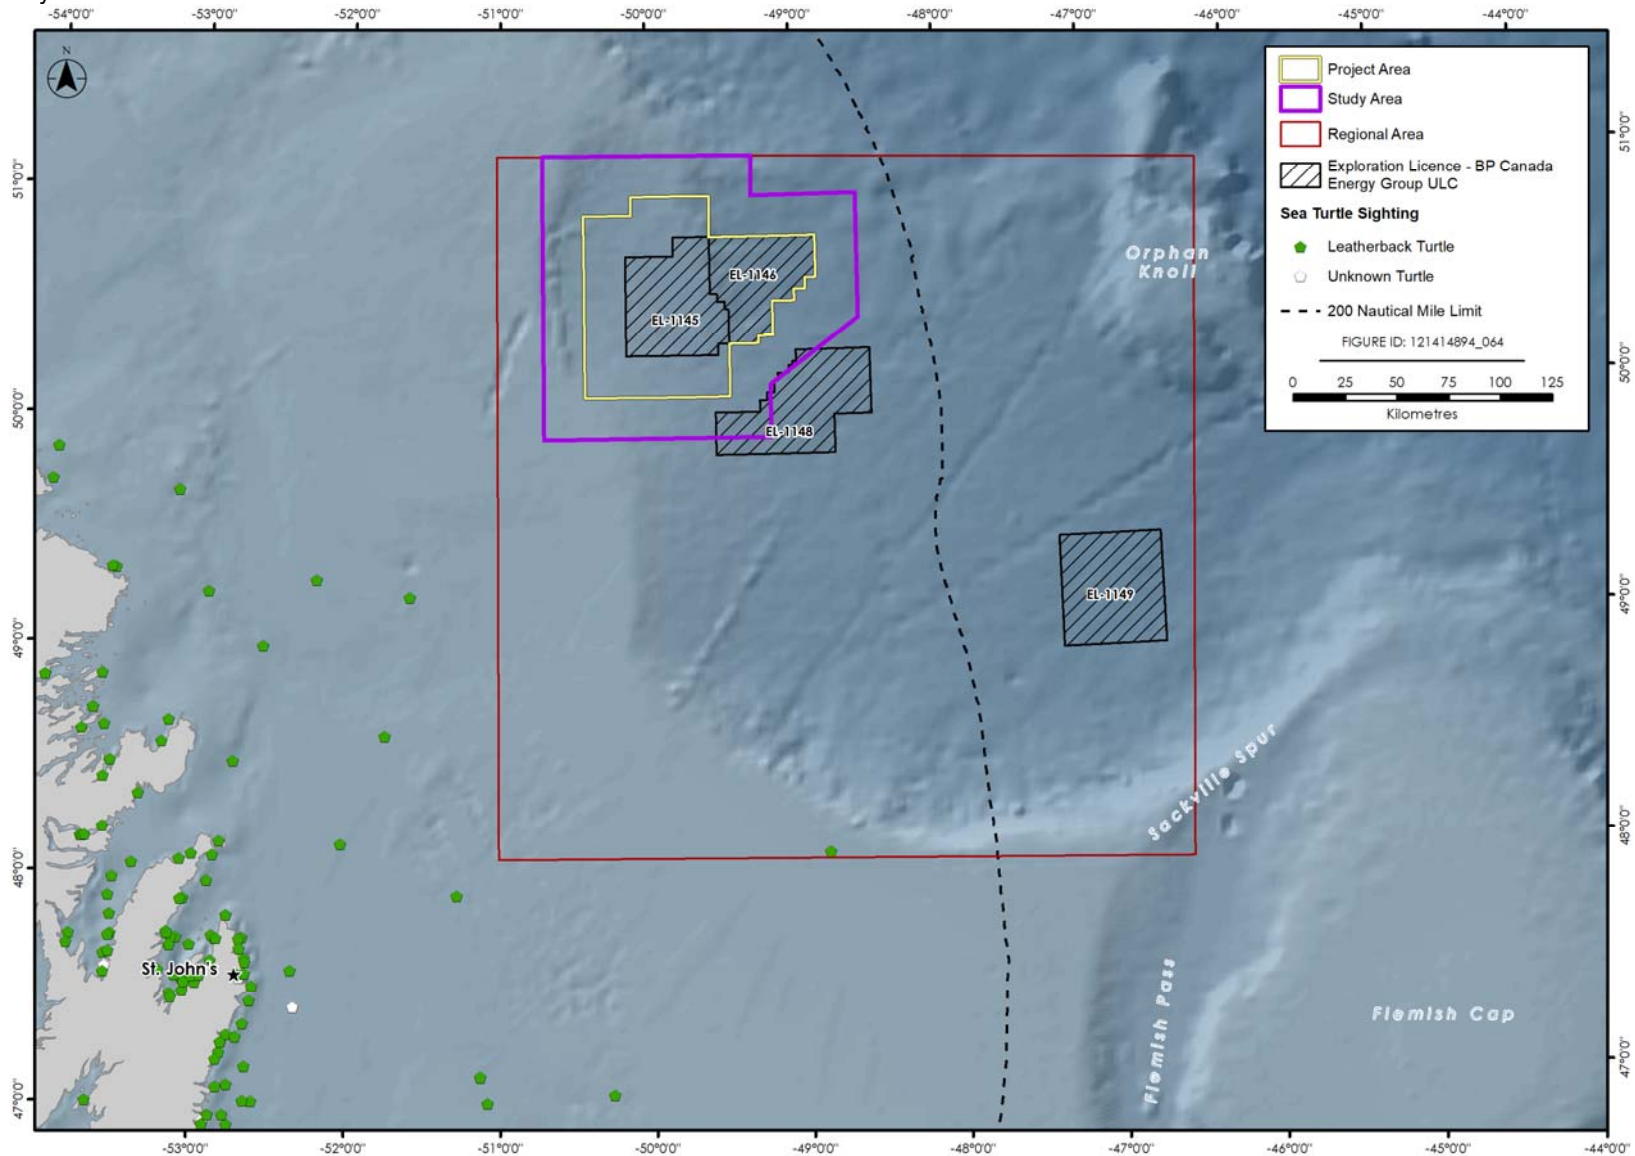 -54°0'0" -53°0'0" -52°0'0" -51°0'0" -50°0'0" -49°0'0" -48°0'0" -47°0'0" -46°0'0" -45°0'0" -44°0'0"
N
Project Area
Study Area
Regional Area
Exploration Licence - BP Canada
Energy Group ULC
Sea Turtle Sighting
Leatherback Turtle
Unknown Turtle
200 Nautical Mile Limit
FIGURE ID: 121414894_064
0 25 50 75 100 125
Kilometres
51°0'0"
51°0'0"
Orphan
Knoll
EL-1146
EL-1145
50°0'0"
50°0'0"
EL-1148
EL-1149
49°0'0"
49°0'0"
Sackville Spur
48°0'0"
48°0'0"
St. John's
Flemish Pass
Flemish Cap
47°0'0"
47°0'0"
-53°0'0" -52°0'0" -51°0'0" -50°0'0" -49°0'0" -48°0'0" -47°0'0" -46°0'0" -45°0'0" -44°0'0"